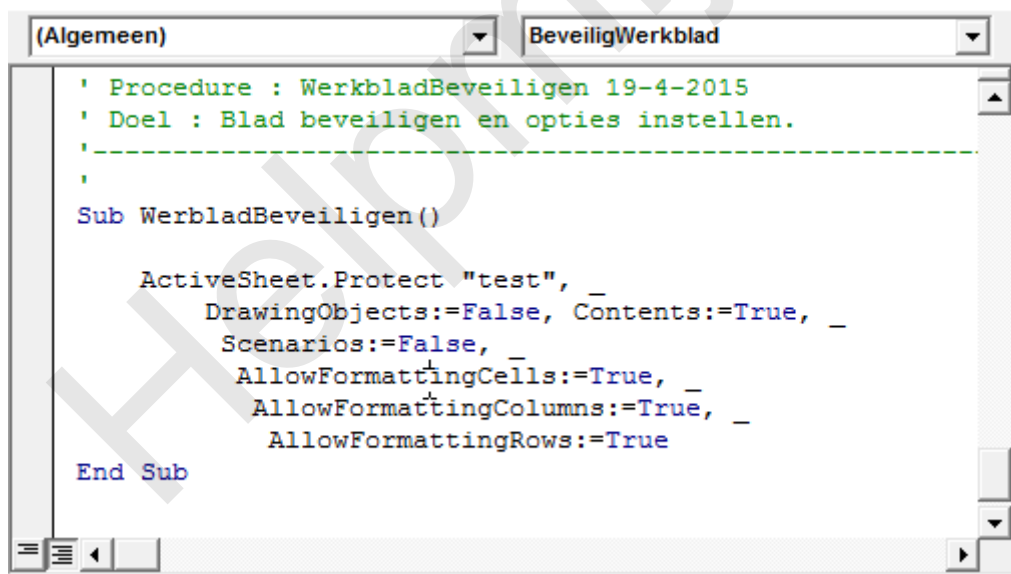 (Algemeen) BeveiligWerkblad
' Procedure : WerkbladBeveiligen 19-4-2015
' Doel : Blad beveiligen en opties instellen.
'--------------------------------------------------------
'
Sub WerbladBeveiligen()
ActiveSheet.Protect "test", _
DrawingObjects:=False, Contents:=True, _
Scenarios:=False, _
AllowFormattingCells:=True, _
AllowFormattingColumns:=True, _
AllowFormattingRows:=True
End Sub